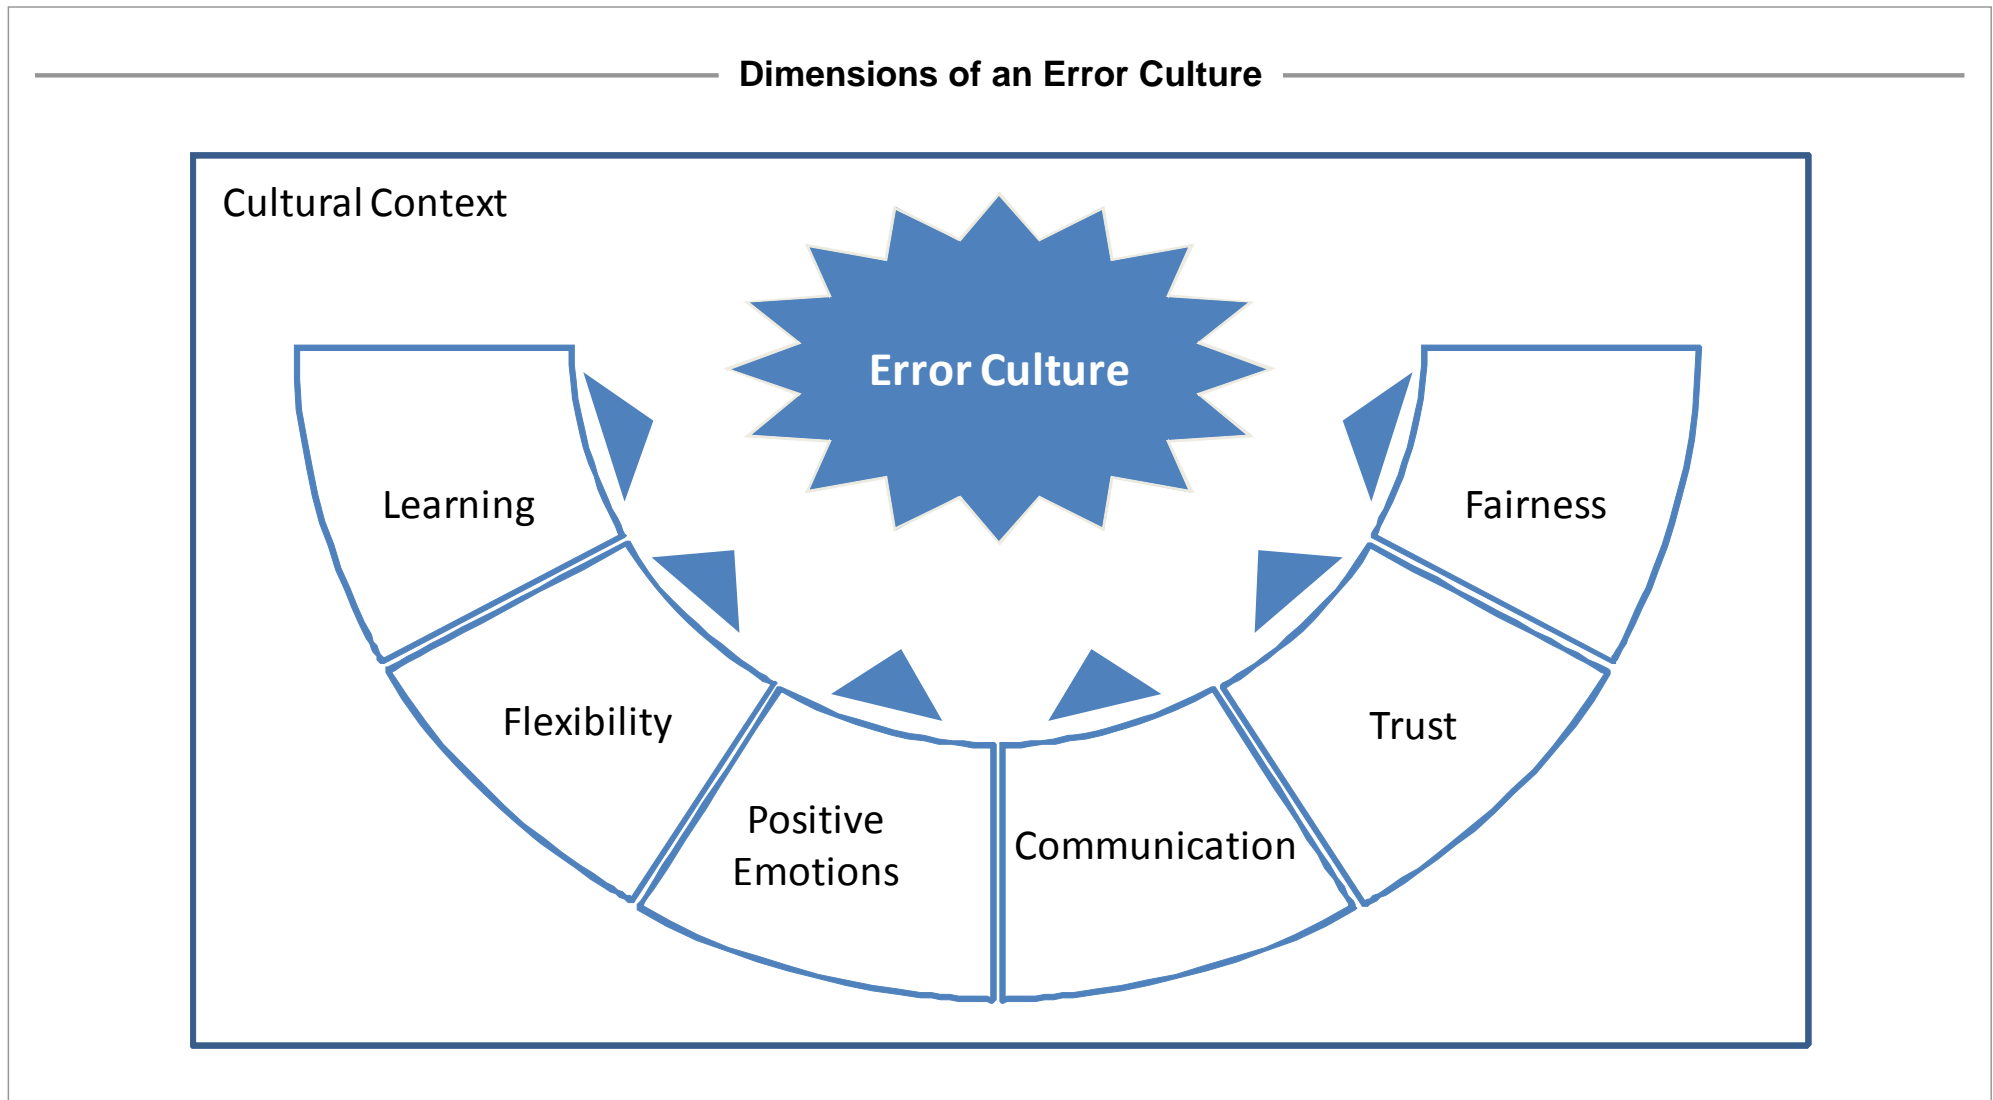 Dimensions of an Error Culture
Cultural Context
Error Culture
Learning
Fairness
Flexibility
Trust
Positive
Emotions
Communication